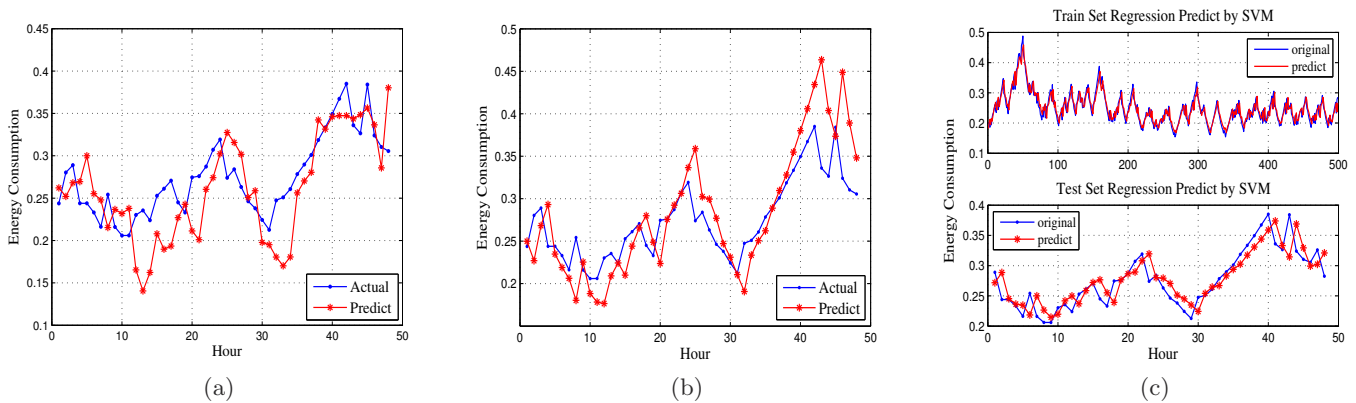 0.45
0.4
0.35
0.3
0.25
0.2
0.15
0.1
0 10 20 30 40 50
Energy Consumption
Hour
Actual
Predict
(a)
0.5
0.45
0.4
0.35
0.3
0.25
0.2
0 10 20 30 40 50
Energy Consumption
Hour
Actual
Predict
(b)
Train Set Regression Predict by SVM
0.5
0.4
0.3
0.2
0.1
0 100 200 300 400 500
original
predict
Energy Consumption
Test Set Regression Predict by SVM
0.4
0.35
0.3
0.25
0.2
0 10 20 30 40 50
original
predict
Hour
(c)